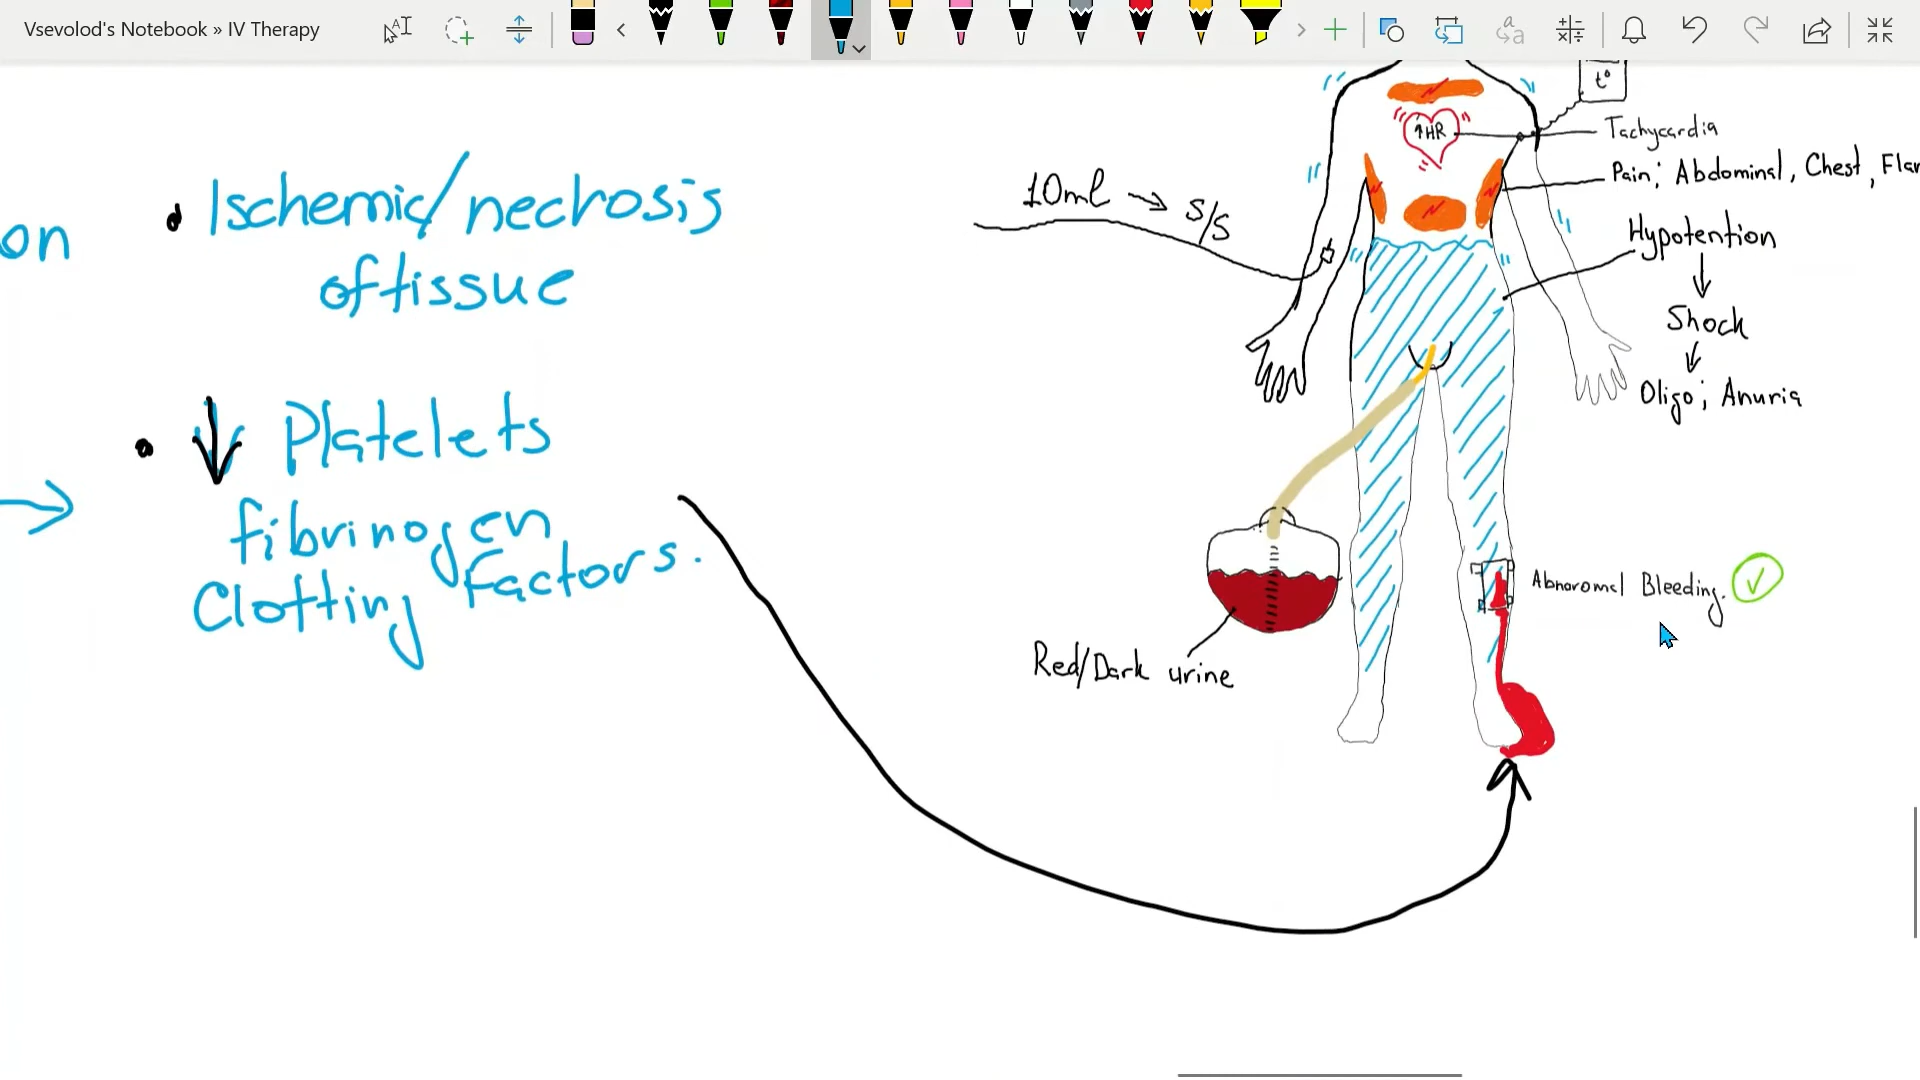 Vsevolod's Notebook » IV Therapy
on
• Ischemic/necrosis
of tissue
• ↓ Platelets
fibrinogen
Clotting Factors.
10ml → S/S
↑HR
t°
Tachycardia
Pain; Abdominal, Chest, Flan
Hypotention
↓
Shock
↓
Oligo; Anuria
Abnoromal Bleeding.
Red/Dark urine